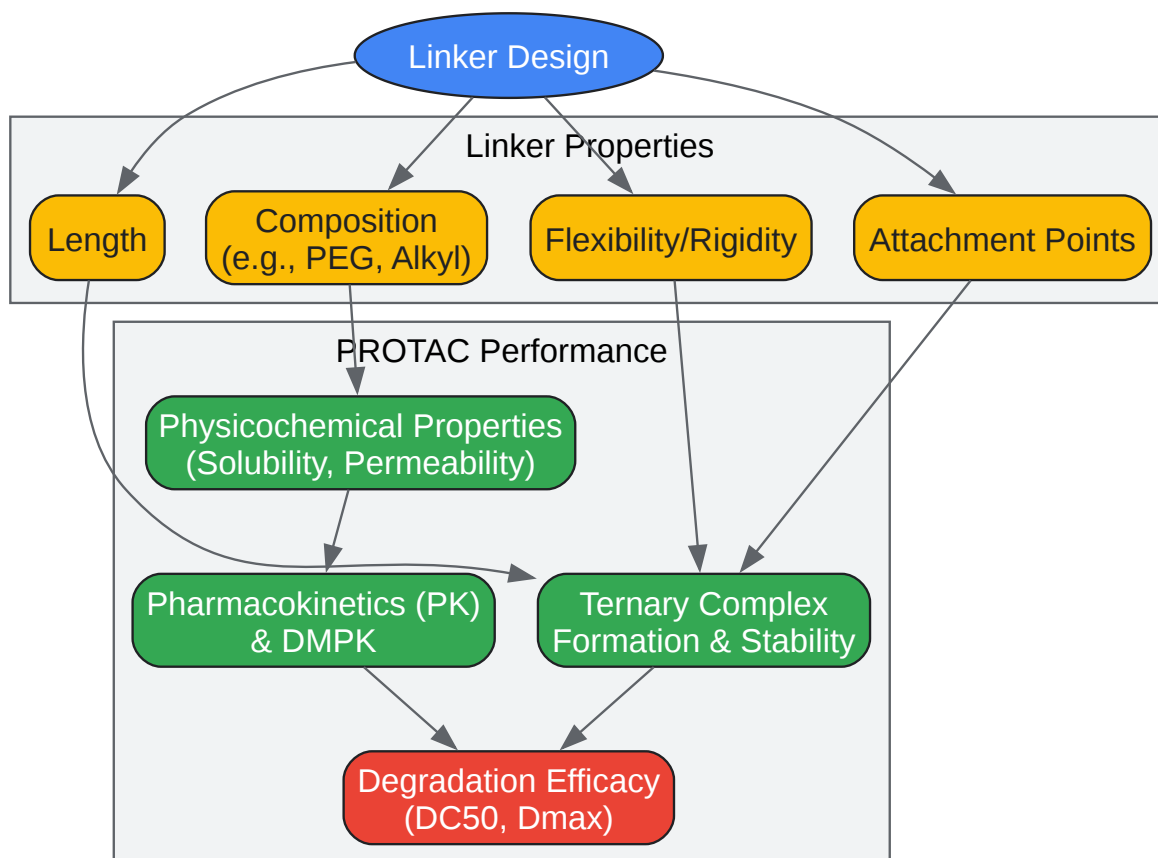 Linker Design
Linker Properties
Length
Composition
(e.g., PEG, Alkyl)
Flexibility/Rigidity
Attachment Points
PROTAC Performance
Physicochemical Properties
(Solubility, Permeability)
Pharmacokinetics (PK)
& DMPK
Ternary Complex
Formation & Stability
Degradation Efficacy
(DC50, Dmax)